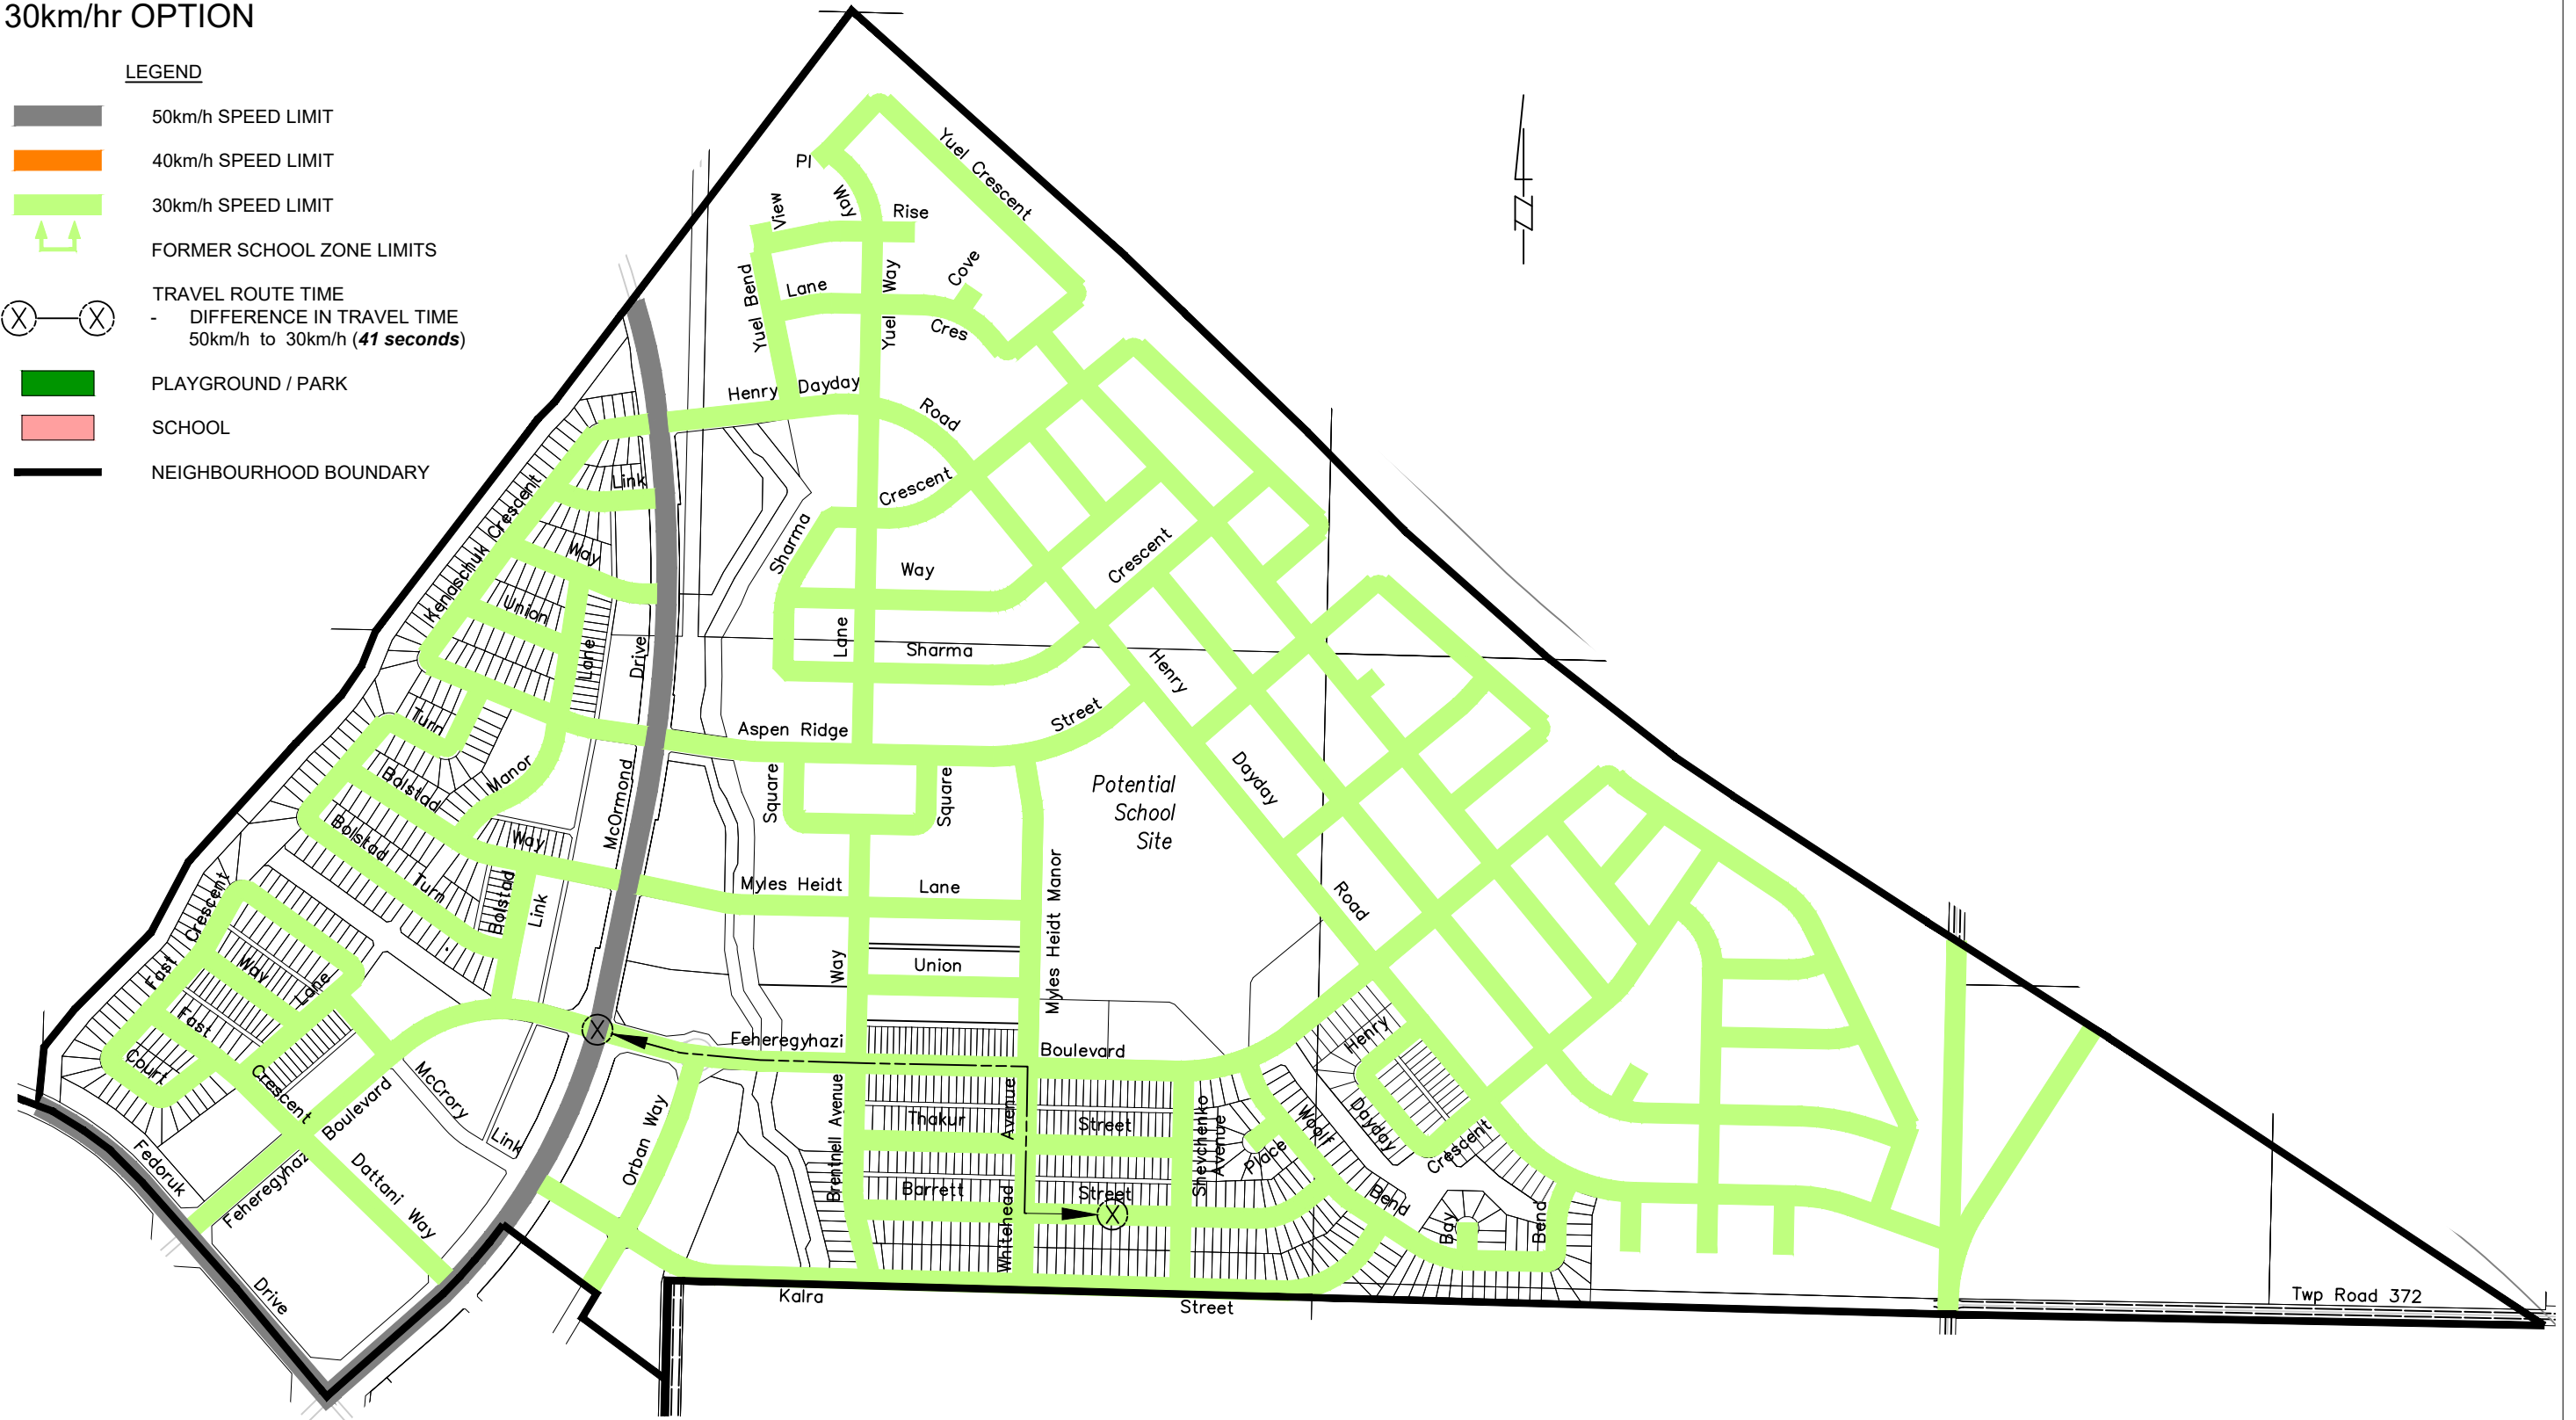 30km/hr OPTION
LEGEND
50km/h SPEED LIMIT
40km/h SPEED LIMIT
30km/h SPEED LIMIT
FORMER SCHOOL ZONE LIMITS
TRAVEL ROUTE TIME
- DIFFERENCE IN TRAVEL TIME
50km/h to 30km/h (41 seconds)
PLAYGROUND / PARK
SCHOOL
NEIGHBOURHOOD BOUNDARY
X
X
N
Yuel Crescent
Pl
Way
View
Rise
Yuel Bend
Lane
Yuel Way
Cove
Cres
Henry Dayday
Road
Crescent
Sharma
Way
Crescent
Lane
Sharma
Henry
Dayday
Road
Aspen Ridge
Street
Square
Square
Potential
School
Site
Link
Kenaschuk Crescent
Way
Union
Lane
Drive
McOrmond
Turn
Manor
Bolstad
Bolstad
Turn
Way
Bolstad
Link
Myles Heidt
Lane
Myles Heidt Manor
Way
Union
Fast
Crescent
Way
Lane
Fast
Court
Crescent
Boulevard
Feheregyhazi
McCrory
Link
Dattani Way
Fedoruk
Drive
X
Feheregyhazi
Boulevard
Orban Way
Brentnell Avenue
Thakur
Street
Avenue
Whitehead
Barrett
Street
X
Shevchenko
Avenue
Place
Woolf
Bend
Henry
Dayday
Crescent
Bay
Bend
Kalra
Street
Twp Road 372